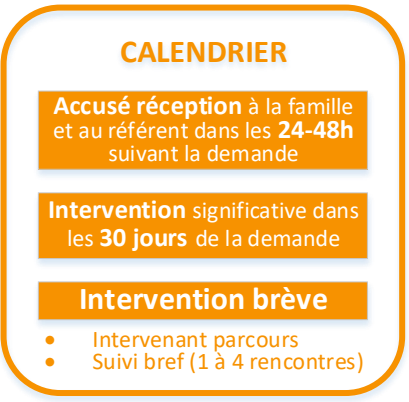 CALENDRIER
Accusé réception à la famille
et au référent dans les 24-48h
suivant la demande
Intervention significative dans
les 30 jours de la demande
Intervention brève
• Intervenant parcours
• Suivi bref (1 à 4 rencontres)